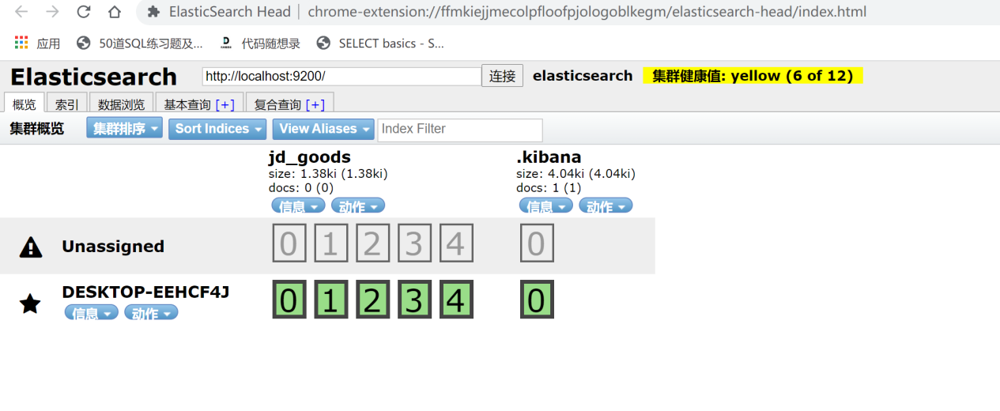 ElasticSearch Head | chrome-extension://ffmkiejjmecolpfloofpjologoblkegm/elasticsearch-head/index.html
应用 50道SQL练习题及... 代码随想录 SELECT basics - S...
Elasticsearch http://localhost:9200/ 连接 elasticsearch 集群健康值: yellow (6 of 12)
概览 索引 数据浏览 基本查询 [+] 复合查询 [+]
集群概览 集群排序 Sort Indices View Aliases Index Filter
jd_goods .kibana
size: 1.38ki (1.38ki) size: 4.04ki (4.04ki)
docs: 0 (0) docs: 1 (1)
信息 动作 信息 动作
Unassigned 0 1 2 3 4 0
DESKTOP-EEHCF4J 0 1 2 3 4 0
信息 动作